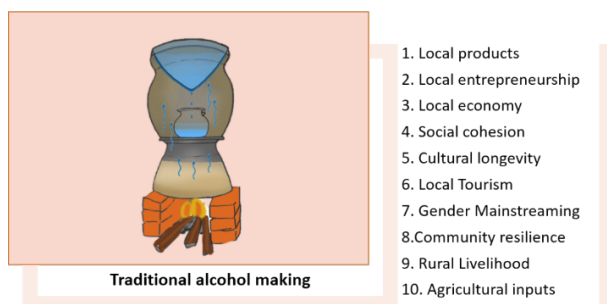 Traditional alcohol making
1. Local products
2. Local entrepreneurship
3. Local economy
4. Social cohesion
5. Cultural longevity
6. Local Tourism
7. Gender Mainstreaming
8.Community resilience
9. Rural Livelihood
10. Agricultural inputs